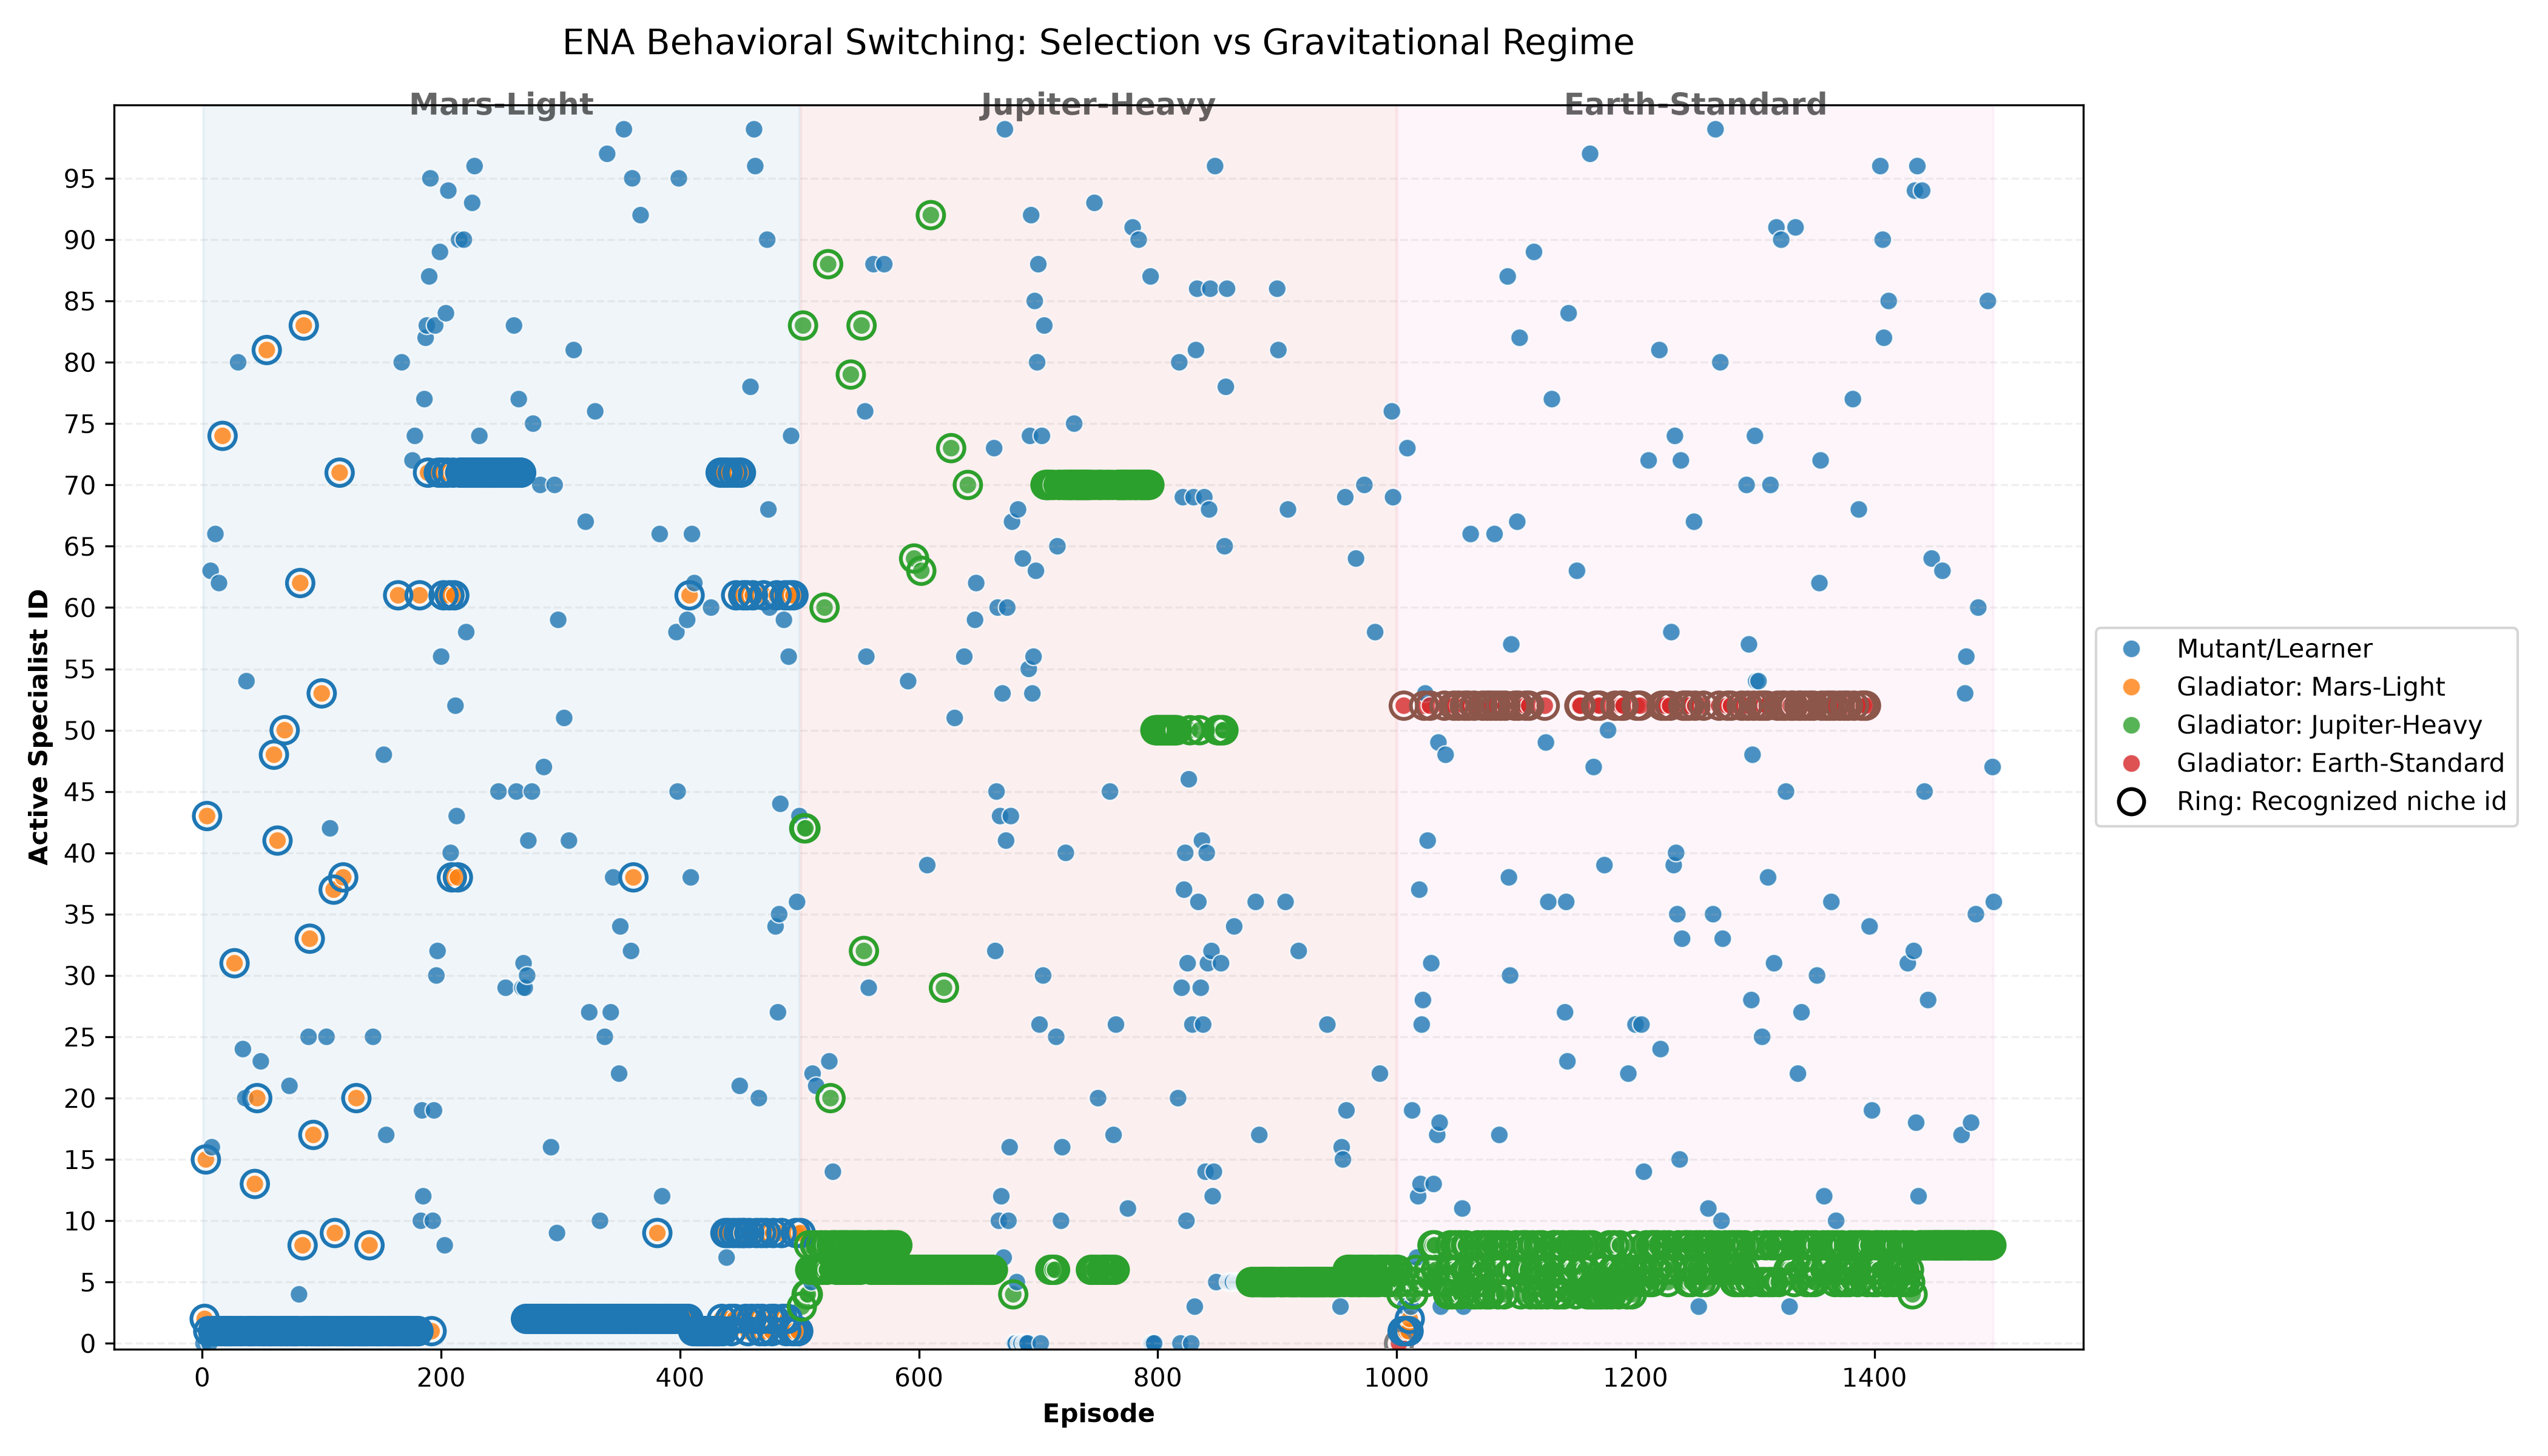 ENA Behavioral Switching: Selection vs Gravitational Regime
Mars-Light
Jupiter-Heavy
Earth-Standard
Active Specialist ID
95
90
85
80
75
70
65
60
55
50
45
40
35
30
25
20
15
10
5
0
0
200
400
600
800
1000
1200
1400
Episode
Mutant/Learner
Gladiator: Mars-Light
Gladiator: Jupiter-Heavy
Gladiator: Earth-Standard
Ring: Recognized niche id